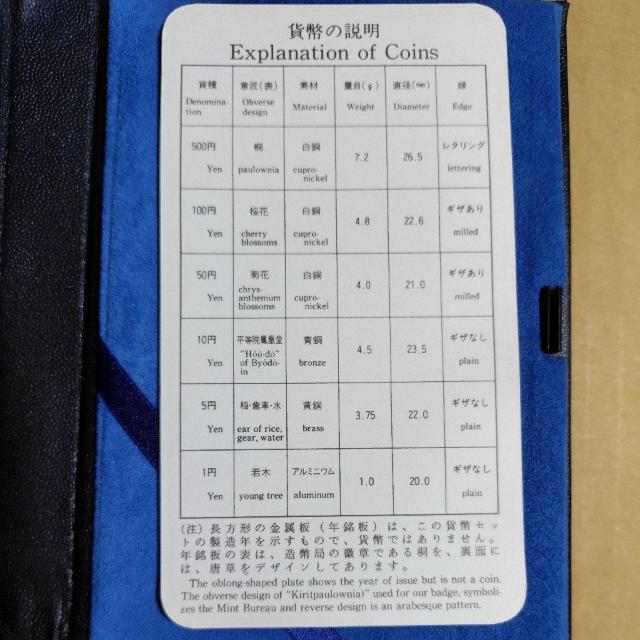 貨幣の説明
Explanation of Coins
貨種 意匠(表) 素材 量目(g) 直径(mm) 縁
Denomina- Obverse Material Weight Diameter Edge
tion design
500円 桐 白銅 7.2 26.5 レタリング
Yen paulownia cupro- lettering
nickel
100円 桜花 白銅 4.8 22.6 ギザあり
Yen cherry cupro- milled
blossoms nickel
50円 菊花 白銅 4.0 21.0 ギザあり
Yen chrys- cupro- milled
anthemum nickel
blossoms
10円 平等院鳳凰堂 青銅 4.5 23.5 ギザなし
Yen "Hōō-dō" bronze plain
of Byōdō-
in
5円 稲・歯車・水 黄銅 3.75 22.0 ギザなし
Yen ear of rice, brass plain
gear, water
1円 若木 アルミニウム 1.0 20.0 ギザなし
Yen young tree aluminum plain
(注)長方形の金属板(年銘板)は、この貨幣セッ
トの製造年を示すもので、貨幣ではありません。
年銘板の表は、造幣局の徽章である桐を、裏面に
は、唐草をデザインしてあります。
The oblong-shaped plate shows the year of issue but is not a coin.
The obverse design of "Kiri(paulownia)" used for our badge, symboli-
zes the Mint Bureau and reverse design is an arabesque pattern.